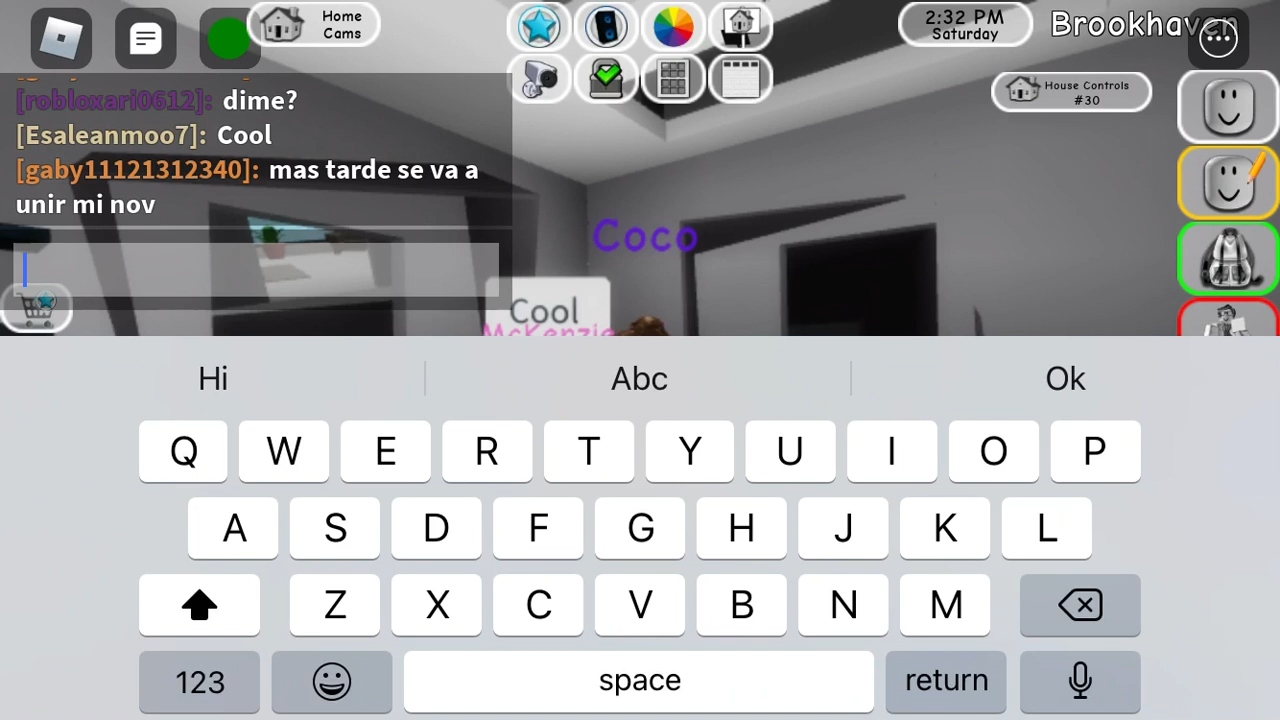 Home
Cams
2:32 PM
Saturday
Brookhaven
House Controls
#30
[robloxari0612]: dime?
[Esaleanmoo7]: Cool
[gaby11121312340]: mas tarde se va a
unir mi nov
Coco
Cool
McKenzie
Hi Abc Ok
Q W E R T Y U I O P
A S D F G H J K L
Z X C V B N M
123 space return